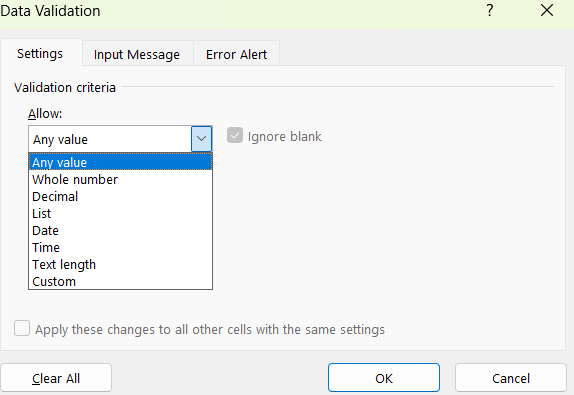 Data Validation ?
Settings Input Message Error Alert
Validation criteria
Allow:
Any value Ignore blank
Any value
Whole number
Decimal
List
Date
Time
Text length
Custom
Apply these changes to all other cells with the same settings
Clear All OK Cancel